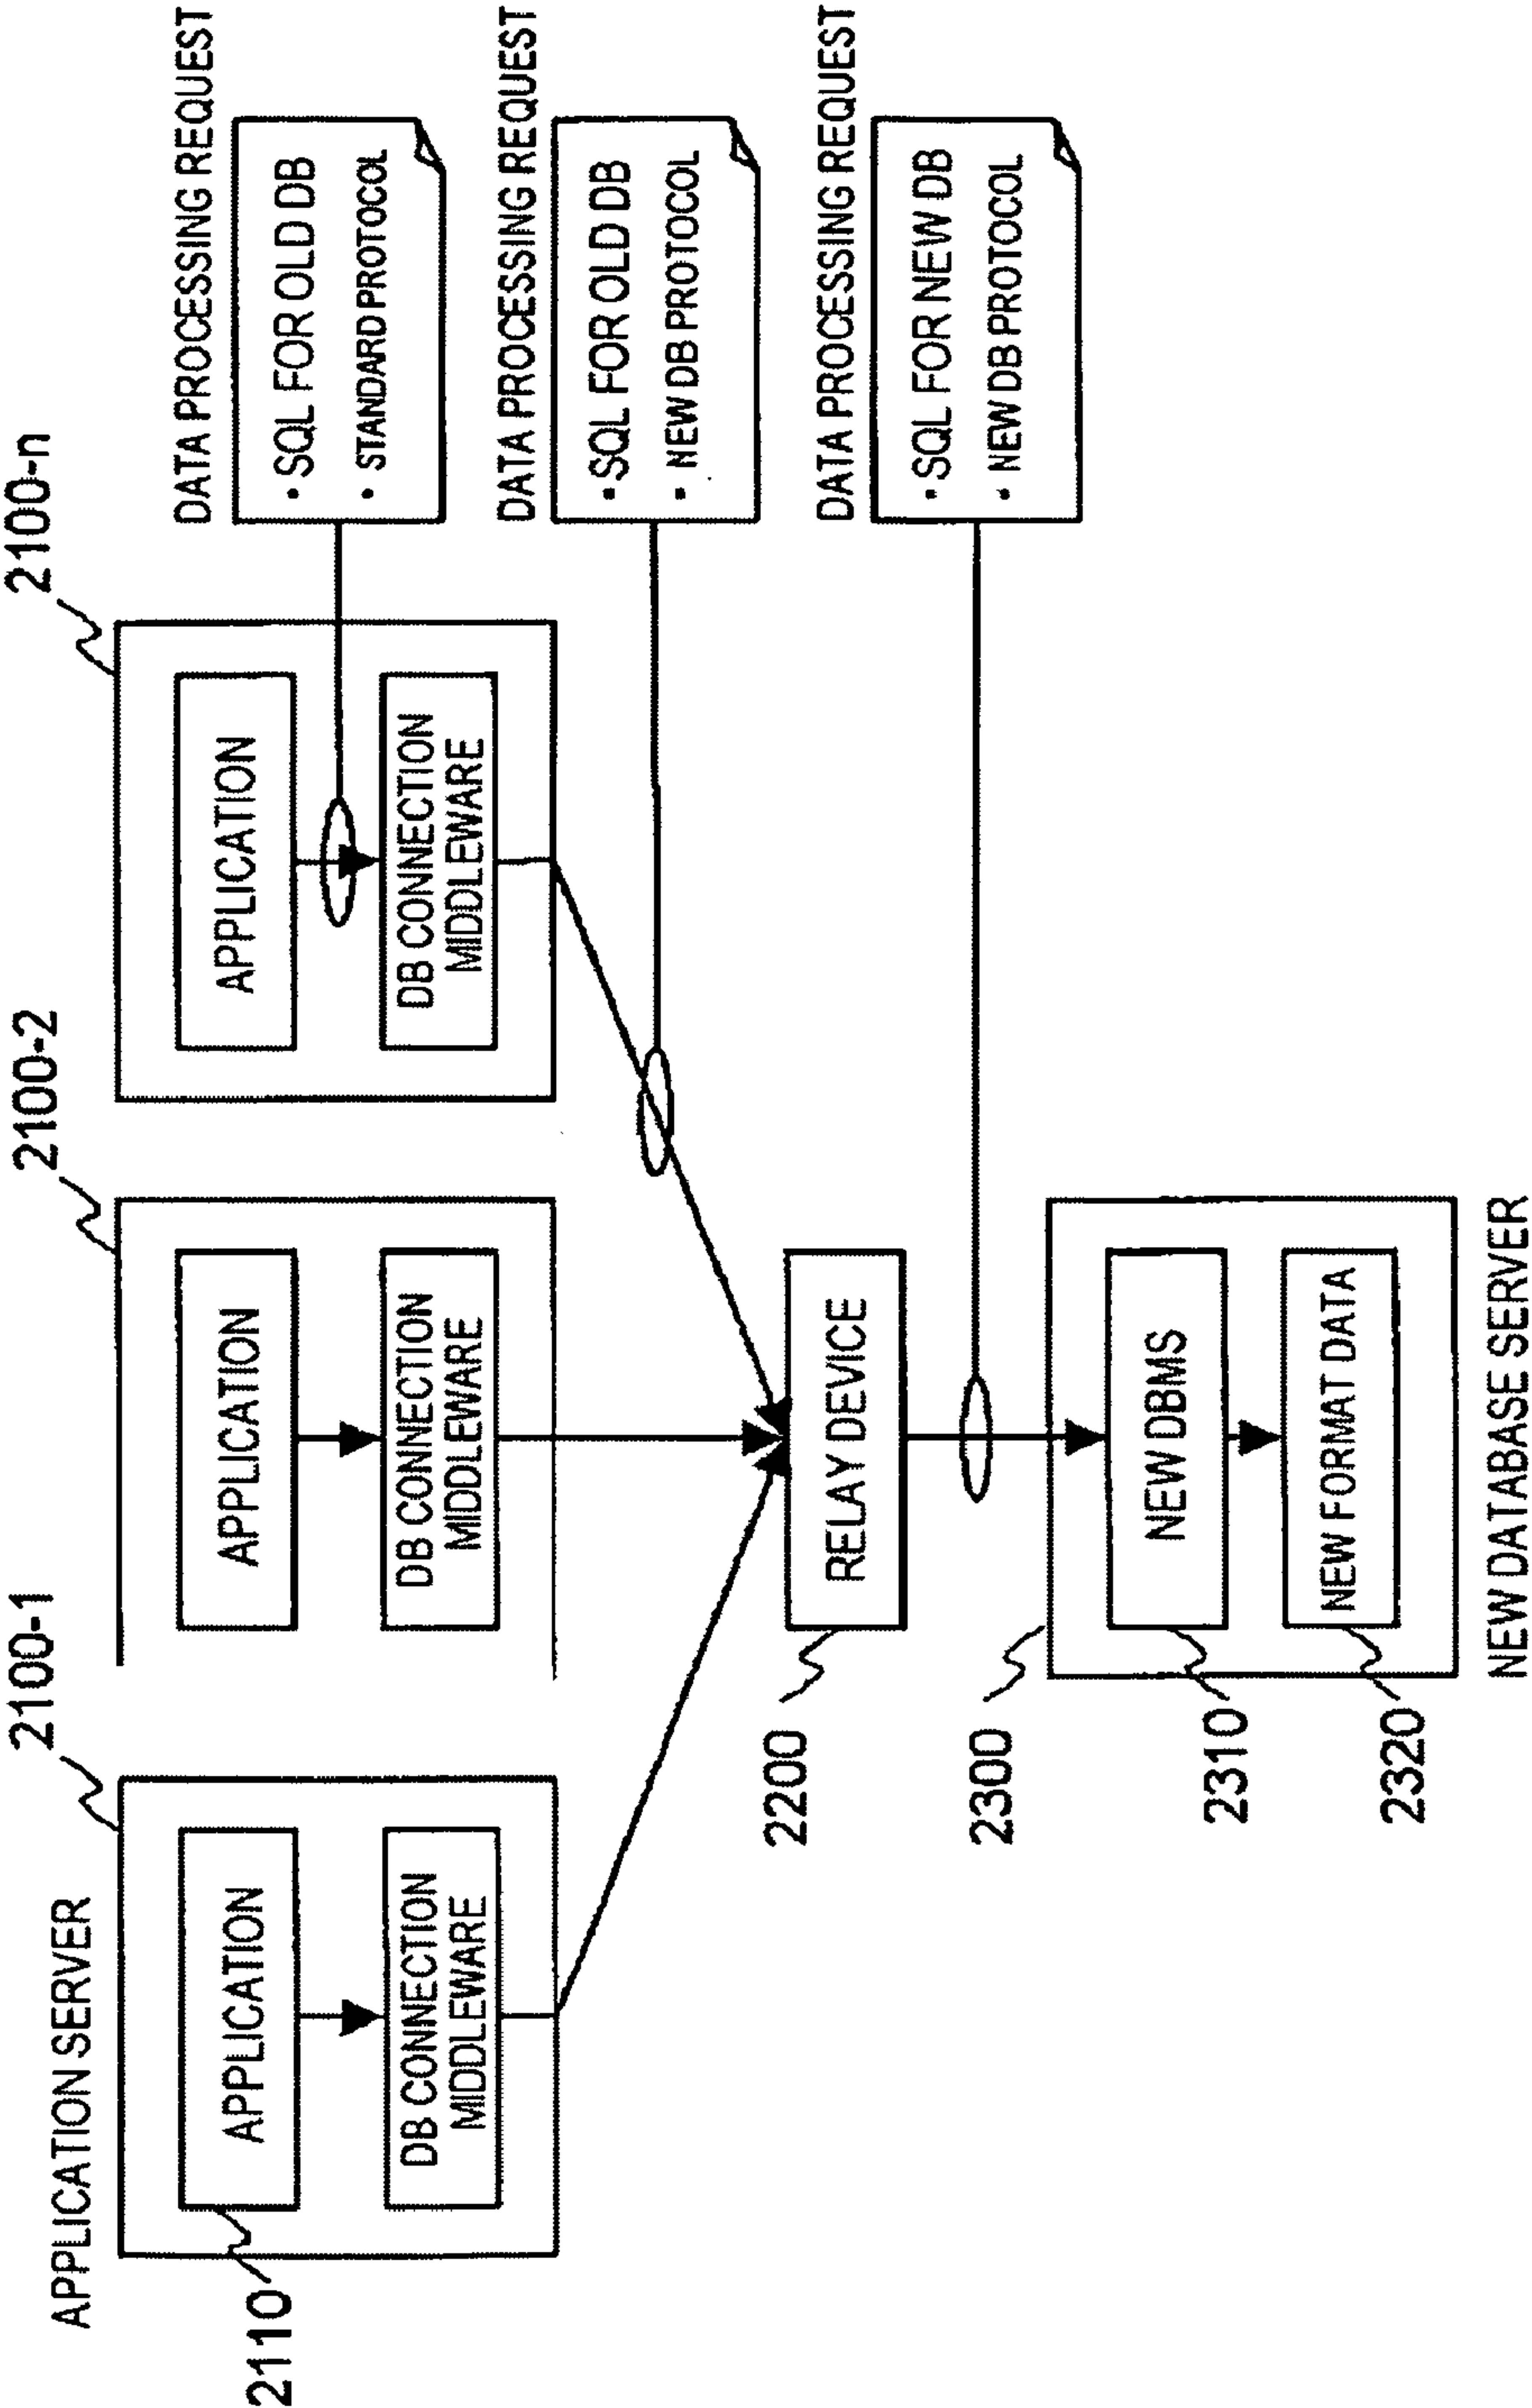 APPLICATION SERVER
2100-1
2100-2
2100-n
2110
APPLICATION
DB CONNECTION
MIDDLEWARE
APPLICATION
DB CONNECTION
MIDDLEWARE
APPLICATION
DB CONNECTION
MIDDLEWARE
DATA PROCESSING REQUEST
• SQL FOR OLD DB
• STANDARD PROTOCOL
DATA PROCESSING REQUEST
• SQL FOR OLD DB
• NEW DB PROTOCOL
DATA PROCESSING REQUEST
• SQL FOR NEW DB
• NEW DB PROTOCOL
2200
RELAY DEVICE
2300
2310
NEW DBMS
2320
NEW FORMAT DATA
NEW DATABASE SERVER